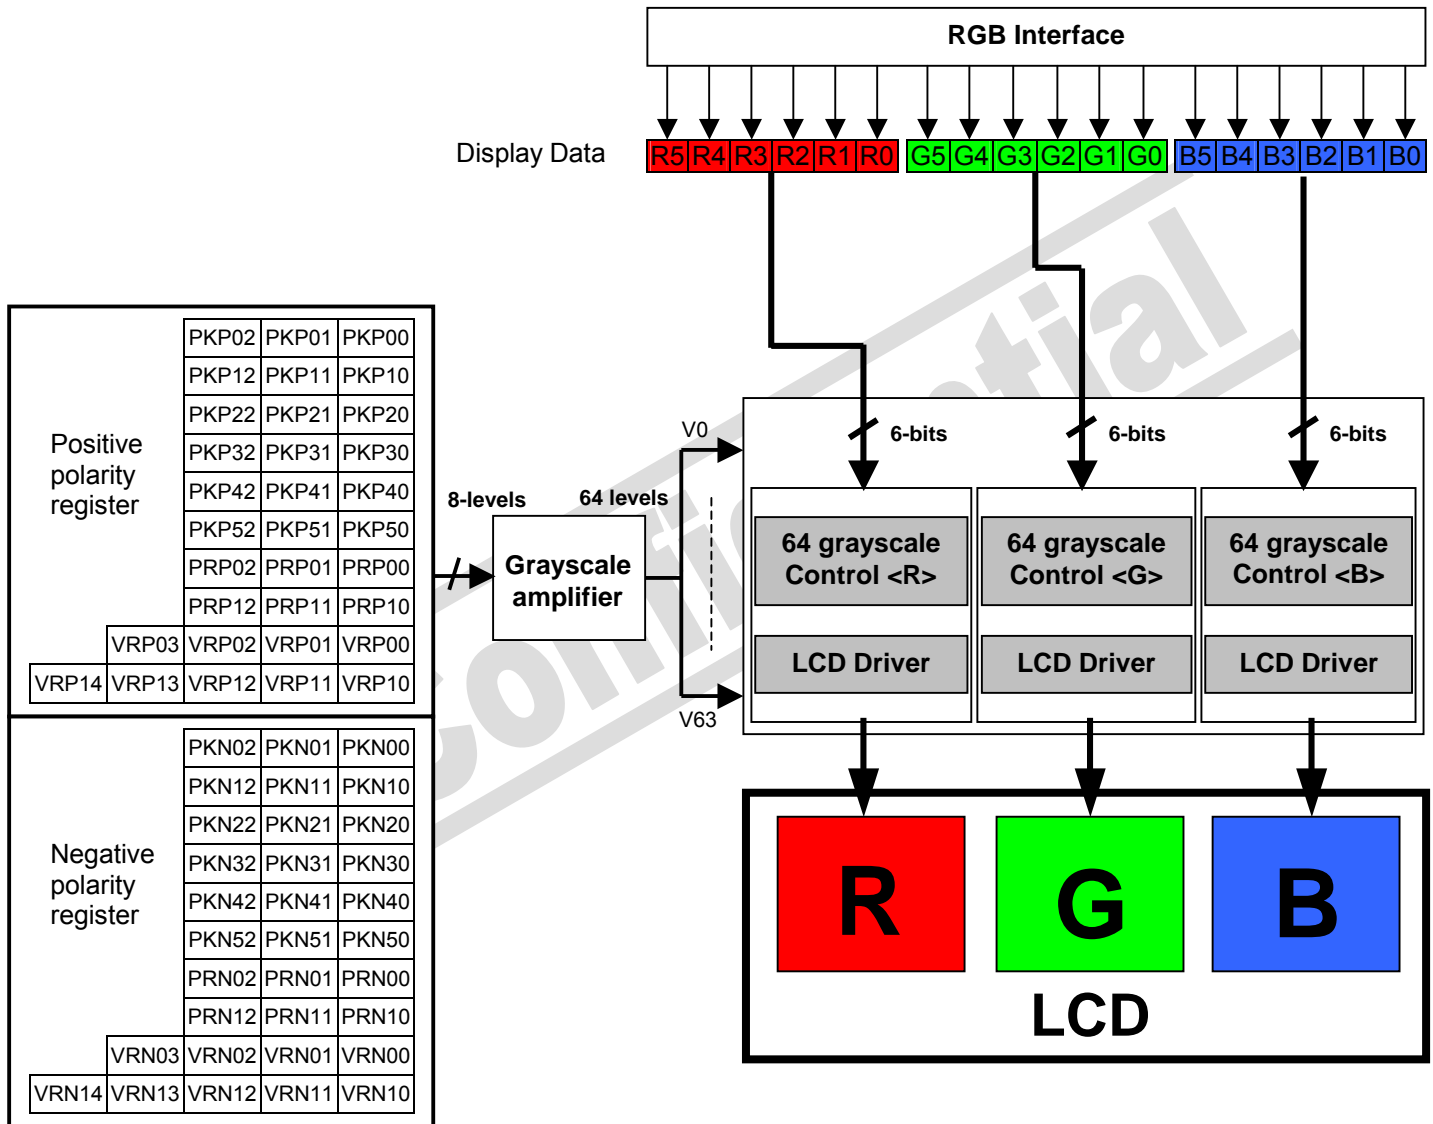 RGB Interface
Display Data
R5 R4 R3 R2 R1 R0 G5 G4 G3 G2 G1 G0 B5 B4 B3 B2 B1 B0
Positive
polarity
register
PKP02 PKP01 PKP00
PKP12 PKP11 PKP10
PKP22 PKP21 PKP20
PKP32 PKP31 PKP30
PKP42 PKP41 PKP40
PKP52 PKP51 PKP50
PRP02 PRP01 PRP00
PRP12 PRP11 PRP10
VRP03 VRP02 VRP01 VRP00
VRP14 VRP13 VRP12 VRP11 VRP10
Negative
polarity
register
PKN02 PKN01 PKN00
PKN12 PKN11 PKN10
PKN22 PKN21 PKN20
PKN32 PKN31 PKN30
PKN42 PKN41 PKN40
PKN52 PKN51 PKN50
PRN02 PRN01 PRN00
PRN12 PRN11 PRN10
VRN03 VRN02 VRN01 VRN00
VRN14 VRN13 VRN12 VRN11 VRN10
8-levels
Grayscale
amplifier
64 levels
V0
V63
6-bits 6-bits 6-bits
64 grayscale
Control <R>
64 grayscale
Control <G>
64 grayscale
Control <B>
LCD Driver LCD Driver LCD Driver
R G B
LCD
Confidential